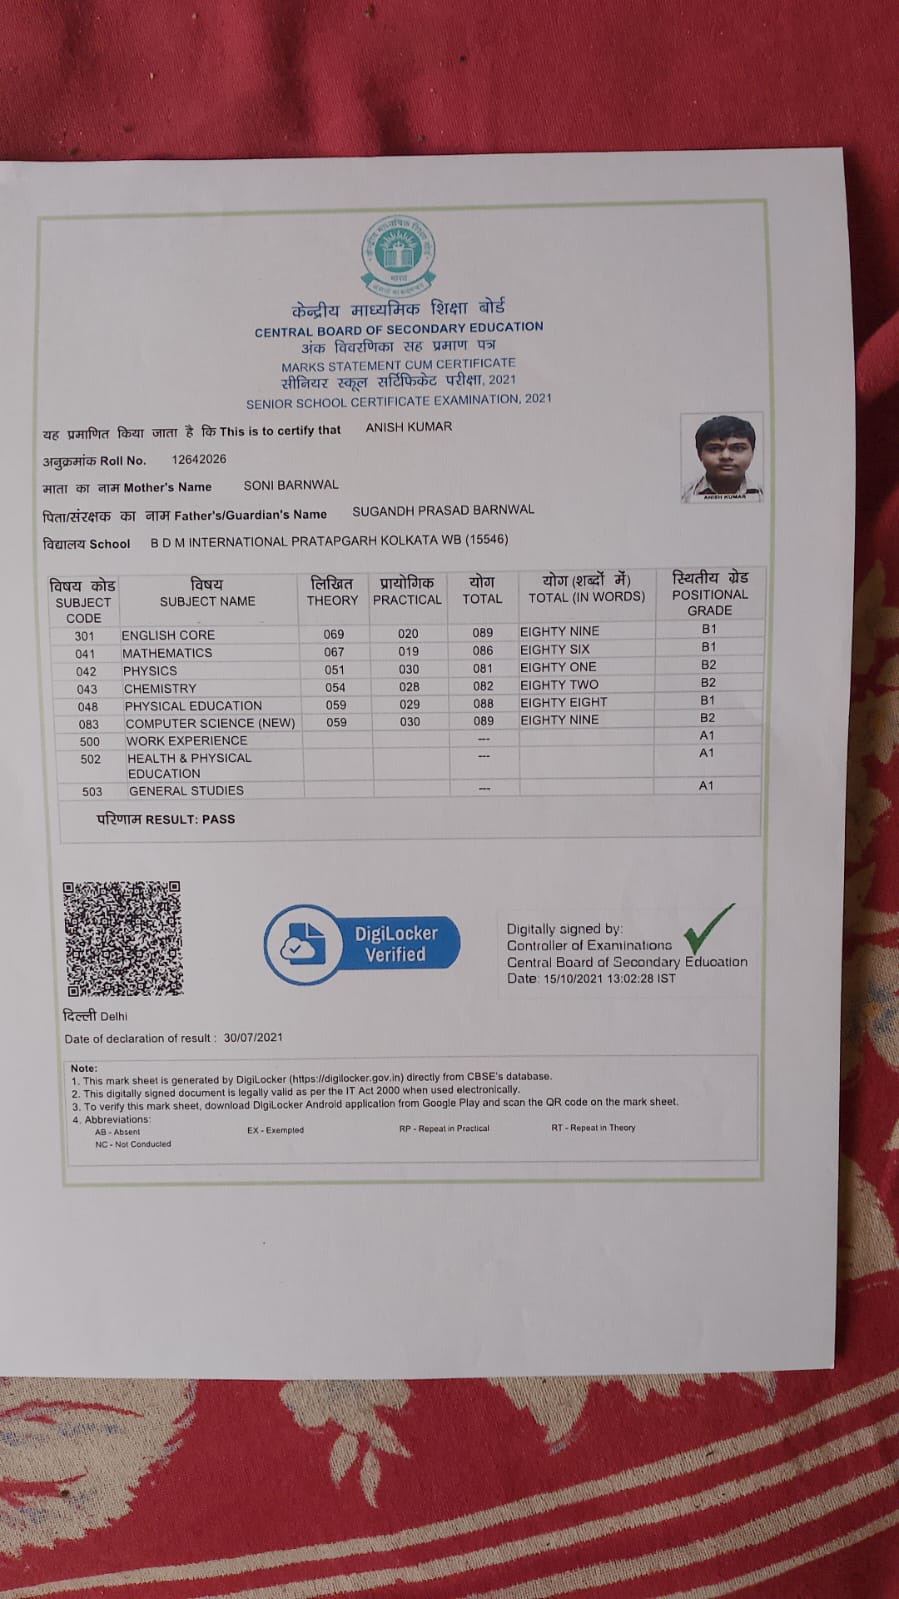 केन्द्रीय माध्यमिक शिक्षा बोर्ड
भारत
केन्द्रीय माध्यमिक शिक्षा बोर्ड
CENTRAL BOARD OF SECONDARY EDUCATION
अंक विवरणिका सह प्रमाण पत्र
MARKS STATEMENT CUM CERTIFICATE
सीनियर स्कूल सर्टिफिकेट परीक्षा, 2021
SENIOR SCHOOL CERTIFICATE EXAMINATION, 2021
यह प्रमाणित किया जाता है कि This is to certify that ANISH KUMAR
अनुक्रमांक Roll No. 12642026
माता का नाम Mother's Name SONI BARNWAL
पिता/संरक्षक का नाम Father's/Guardian's Name SUGANDH PRASAD BARNWAL
विद्यालय School B D M INTERNATIONAL PRATAPGARH KOLKATA WB (15546)
ANISH KUMAR
विषय कोड विषय लिखित प्रायोगिक योग योग (शब्दों में) स्थितीय ग्रेड
SUBJECT CODE SUBJECT NAME THEORY PRACTICAL TOTAL TOTAL (IN WORDS) POSITIONAL GRADE
301 ENGLISH CORE 069 020 089 EIGHTY NINE B1
041 MATHEMATICS 067 019 086 EIGHTY SIX B1
042 PHYSICS 051 030 081 EIGHTY ONE B2
043 CHEMISTRY 054 028 082 EIGHTY TWO B2
048 PHYSICAL EDUCATION 059 029 088 EIGHTY EIGHT B1
083 COMPUTER SCIENCE (NEW) 059 030 089 EIGHTY NINE B2
500 WORK EXPERIENCE --- A1
502 HEALTH & PHYSICAL EDUCATION --- A1
503 GENERAL STUDIES --- A1
परिणाम RESULT: PASS
DigiLocker
Verified
Digitally signed by:
Controller of Examinations
Central Board of Secondary Education
Date: 15/10/2021 13:02:28 IST
दिल्ली Delhi
Date of declaration of result : 30/07/2021
Note:
1. This mark sheet is generated by DigiLocker (https://digilocker.gov.in) directly from CBSE's database.
2. This digitally signed document is legally valid as per the IT Act 2000 when used electronically.
3. To verify this mark sheet, download DigiLocker Android application from Google Play and scan the QR code on the mark sheet.
4. Abbreviations:
AB - Absent EX - Exempted RP - Repeat in Practical RT - Repeat in Theory
NC - Not Conducted